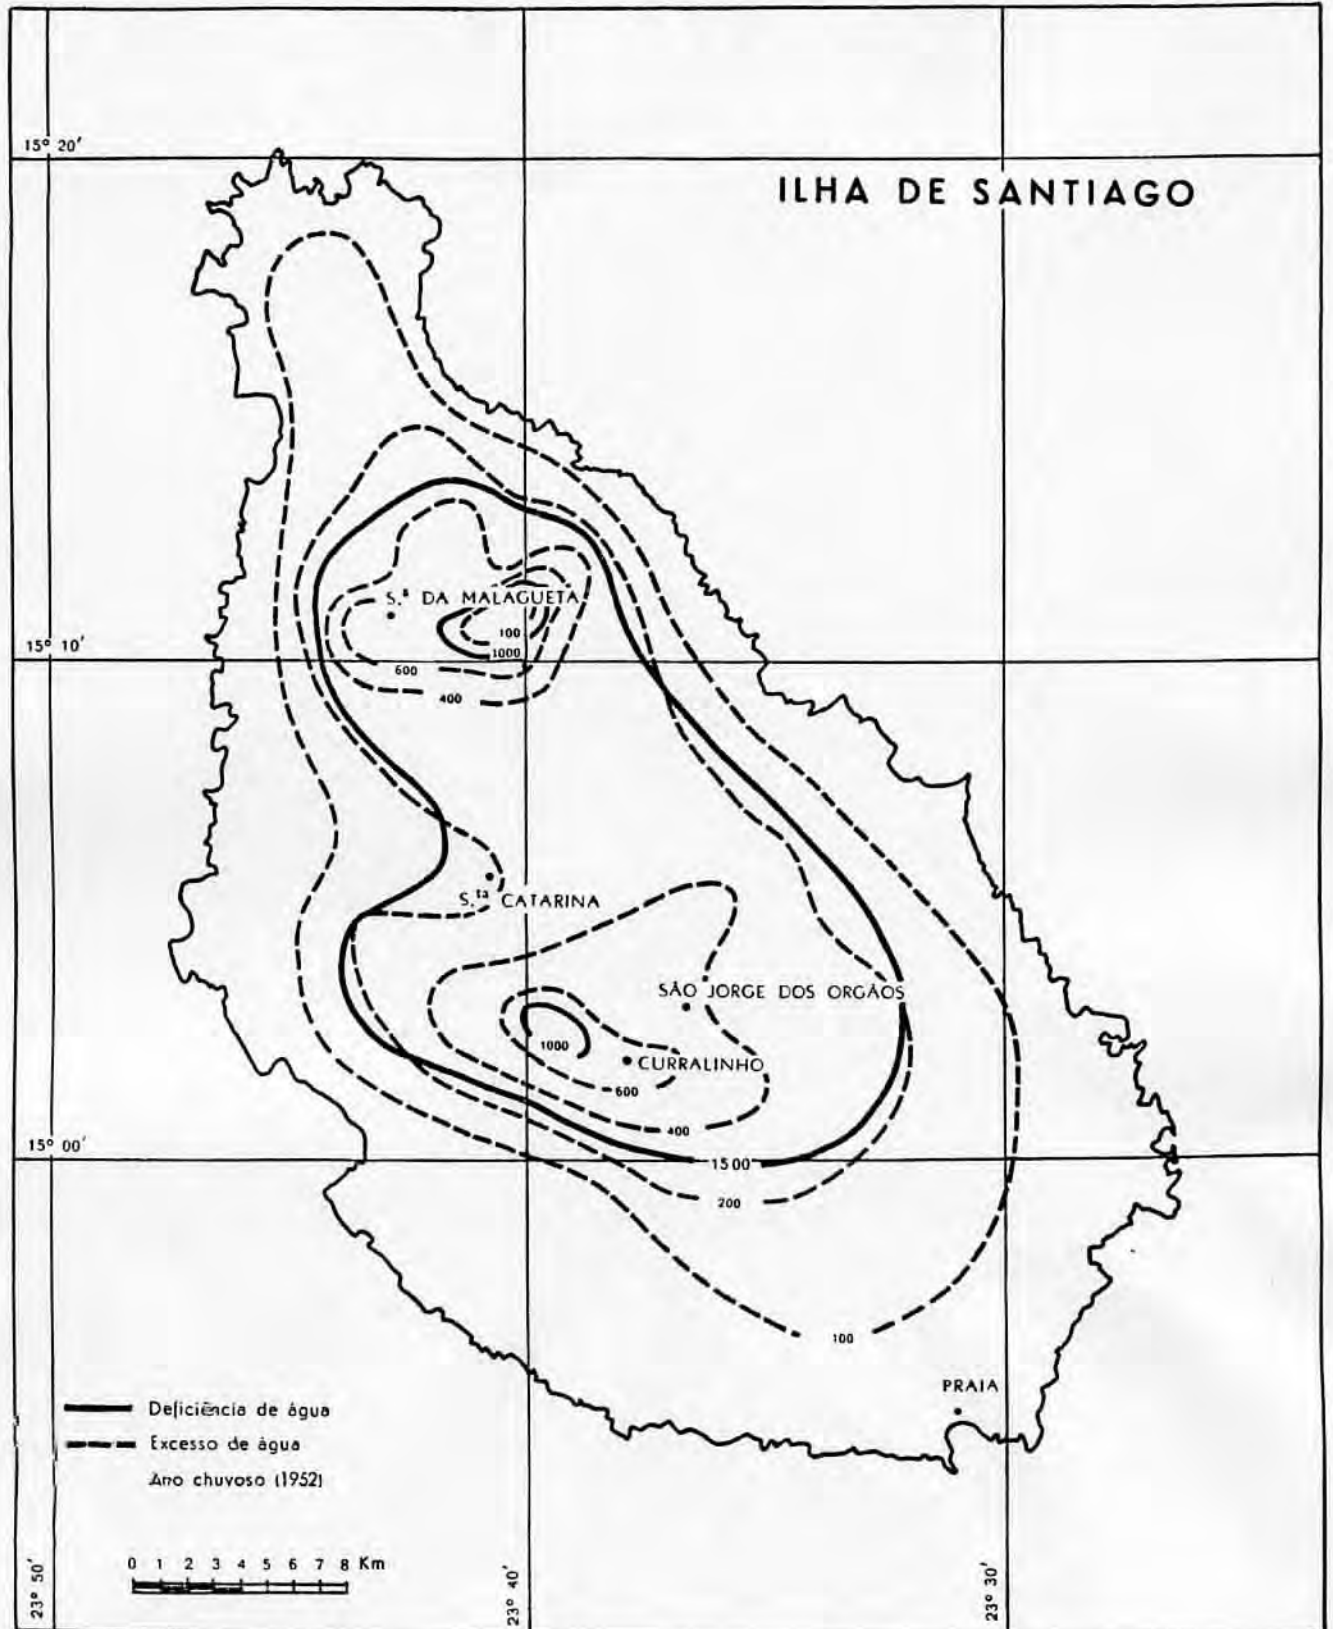 15° 20'
ILHA DE SANTIAGO
S.ª DA MALAGUETA
100
1000
15° 10'
600
400
S.ta CATARINA
SÃO JORGE DOS ORGÃOS
1000
CURRALINHO
600
400
15° 00'
1500
200
100
PRAIA
Deficiência de água
Excesso de água
Ano chuvoso (1952)
0 1 2 3 4 5 6 7 8 Km
23° 50'
23° 40'
23° 30'